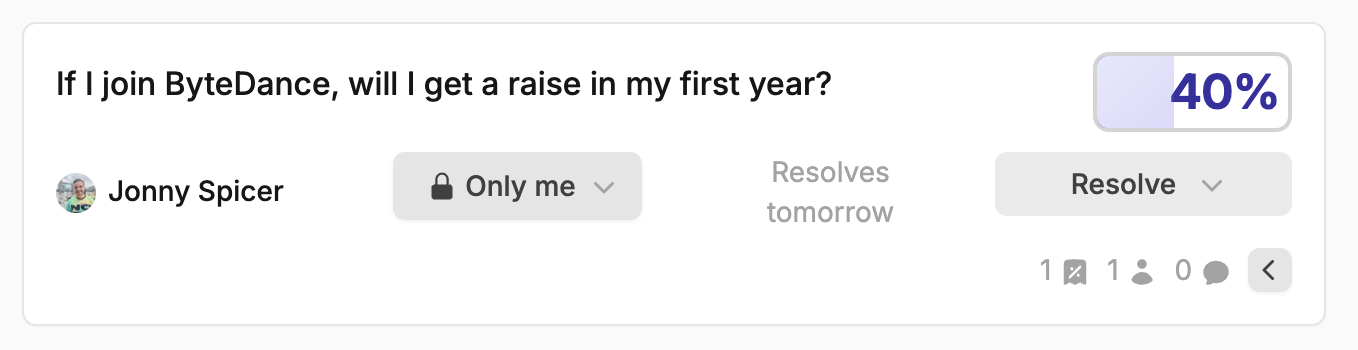 If I join ByteDance, will I get a raise in my first year?
40%
Jonny Spicer
Only me
Resolves
tomorrow
Resolve
1 1 0